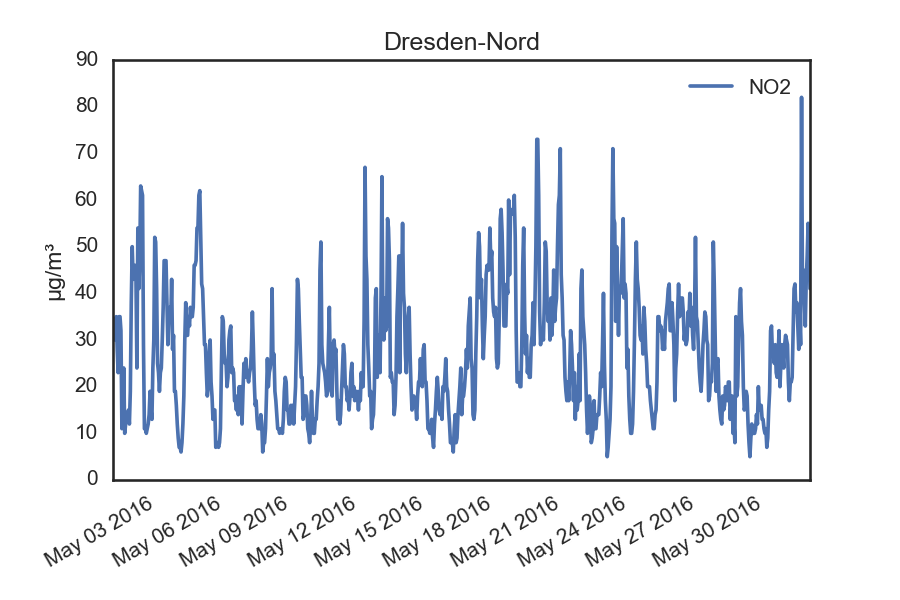 Dresden-Nord
NO2
µg/m³
90
80
70
60
50
40
30
20
10
0
May 03 2016
May 06 2016
May 09 2016
May 12 2016
May 15 2016
May 18 2016
May 21 2016
May 24 2016
May 27 2016
May 30 2016